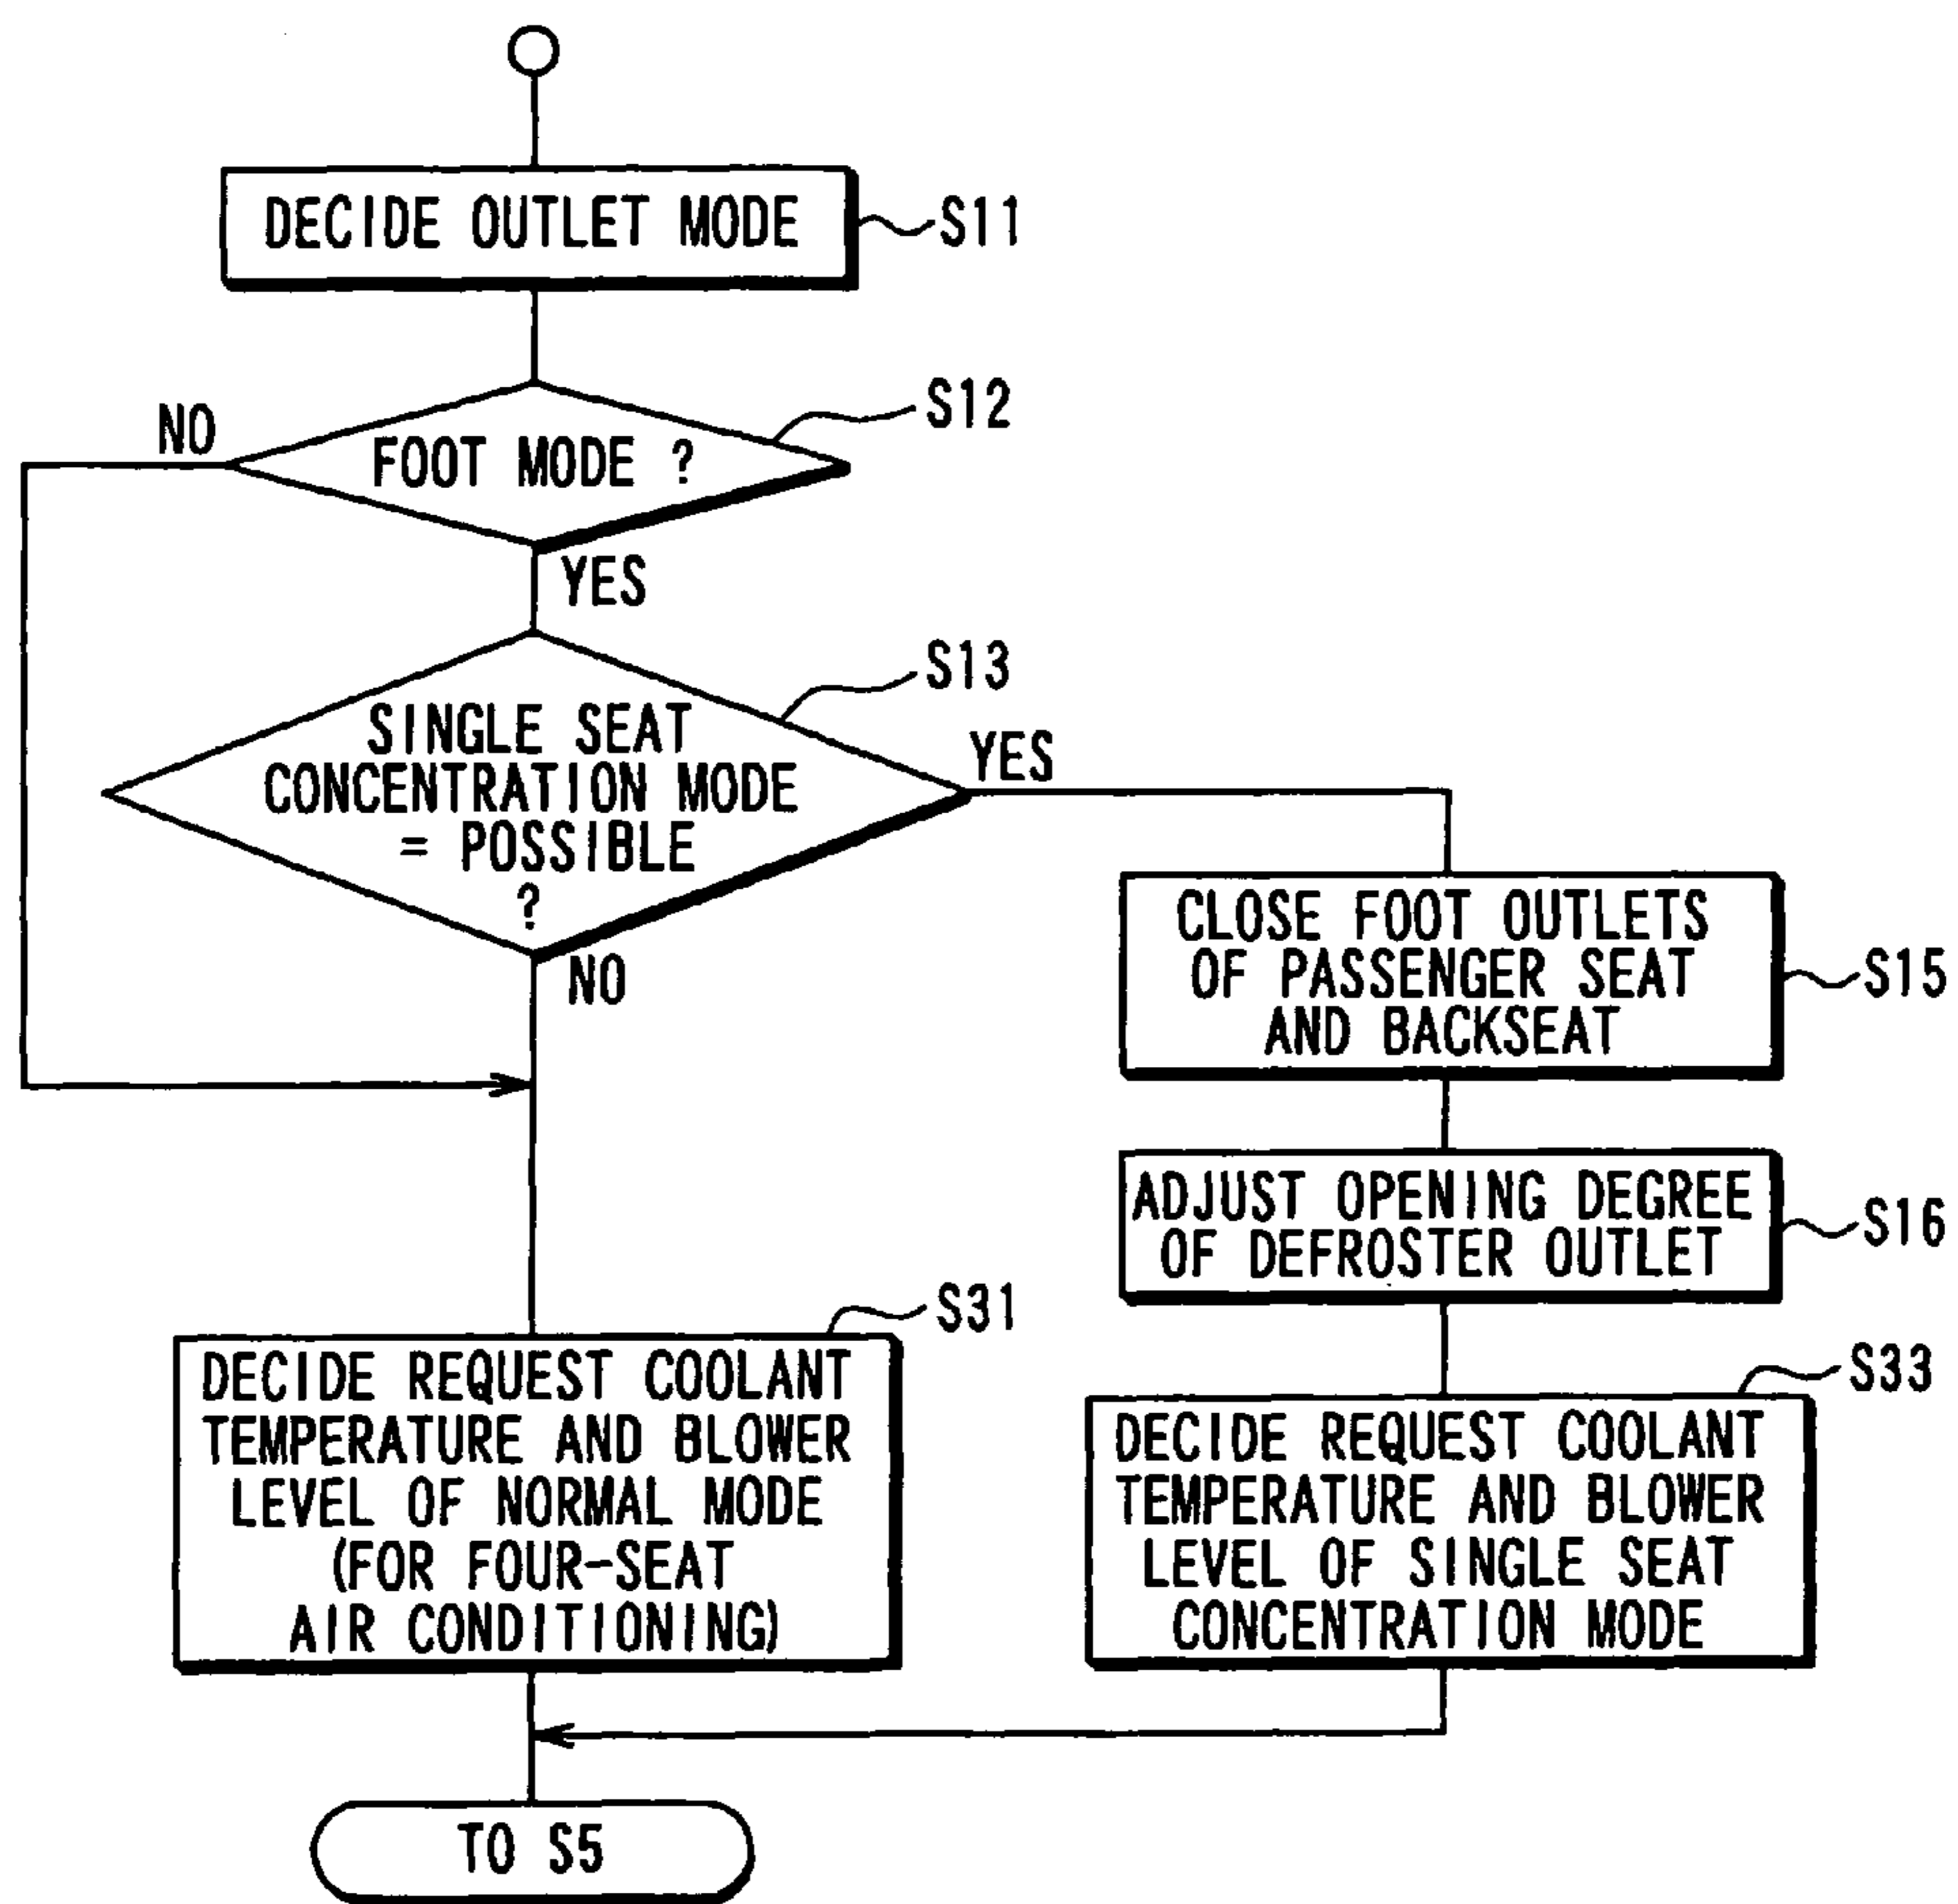 DECIDE OUTLET MODE
S11
S12
NO
FOOT MODE ?
YES
S13
SINGLE SEAT
CONCENTRATION MODE
= POSSIBLE
?
YES
NO
CLOSE FOOT OUTLETS
OF PASSENGER SEAT
AND BACKSEAT
S15
ADJUST OPENING DEGREE
OF DEFROSTER OUTLET
S16
S31
DECIDE REQUEST COOLANT
TEMPERATURE AND BLOWER
LEVEL OF NORMAL MODE
(FOR FOUR-SEAT
AIR CONDITIONING)
S33
DECIDE REQUEST COOLANT
TEMPERATURE AND BLOWER
LEVEL OF SINGLE SEAT
CONCENTRATION MODE
TO S5